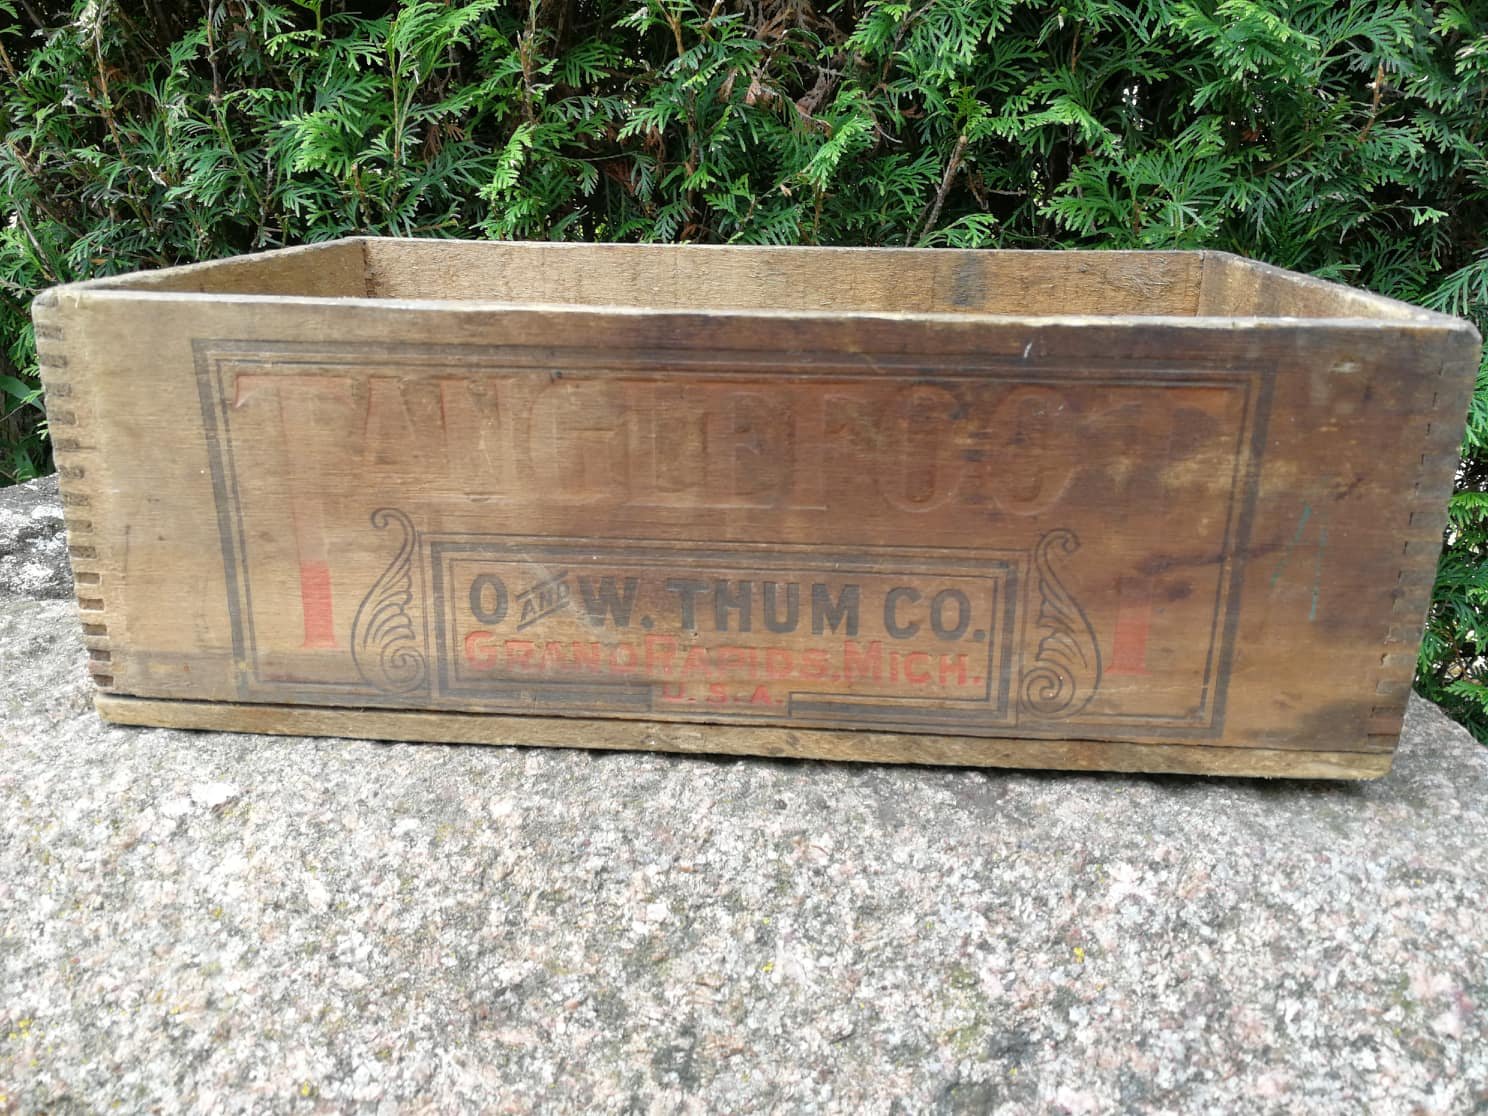 TANGLEFOOT
O AND W. THUM CO.
GRAND RAPIDS, MICH.
U.S.A.